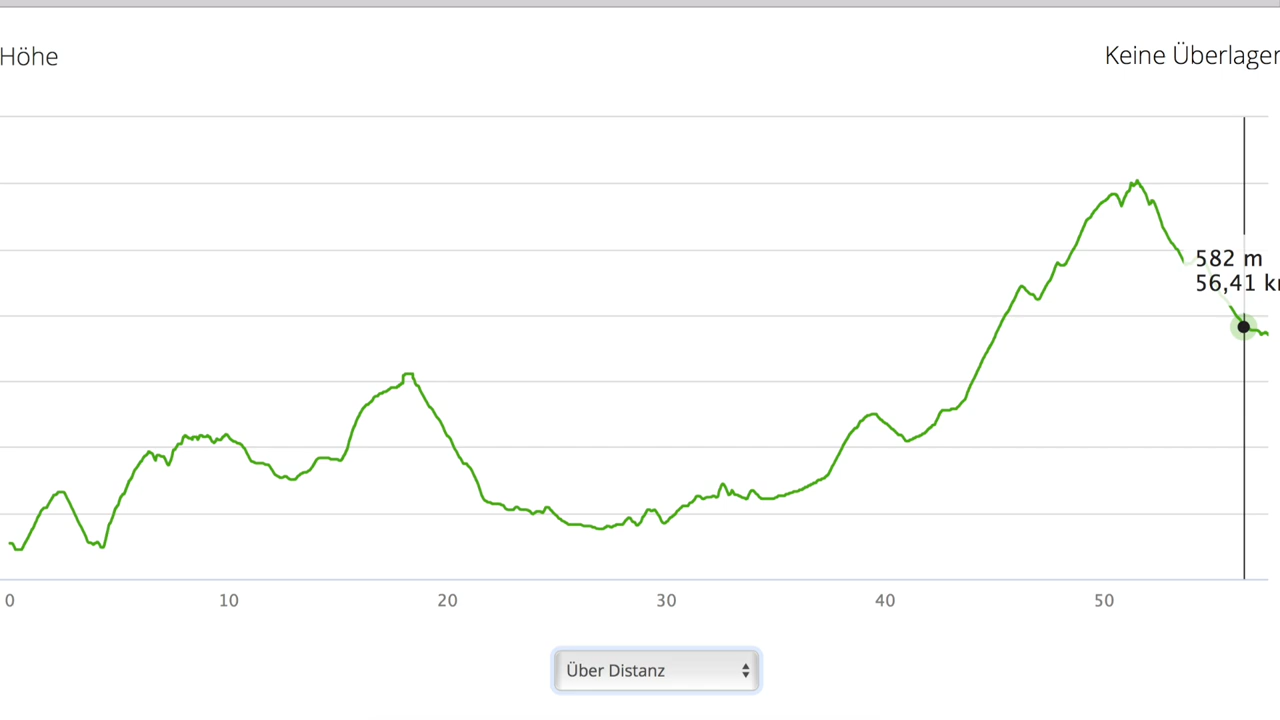 Höhe
Keine Überlager
582 m
56,41 k
0 10 20 30 40 50
Über Distanz